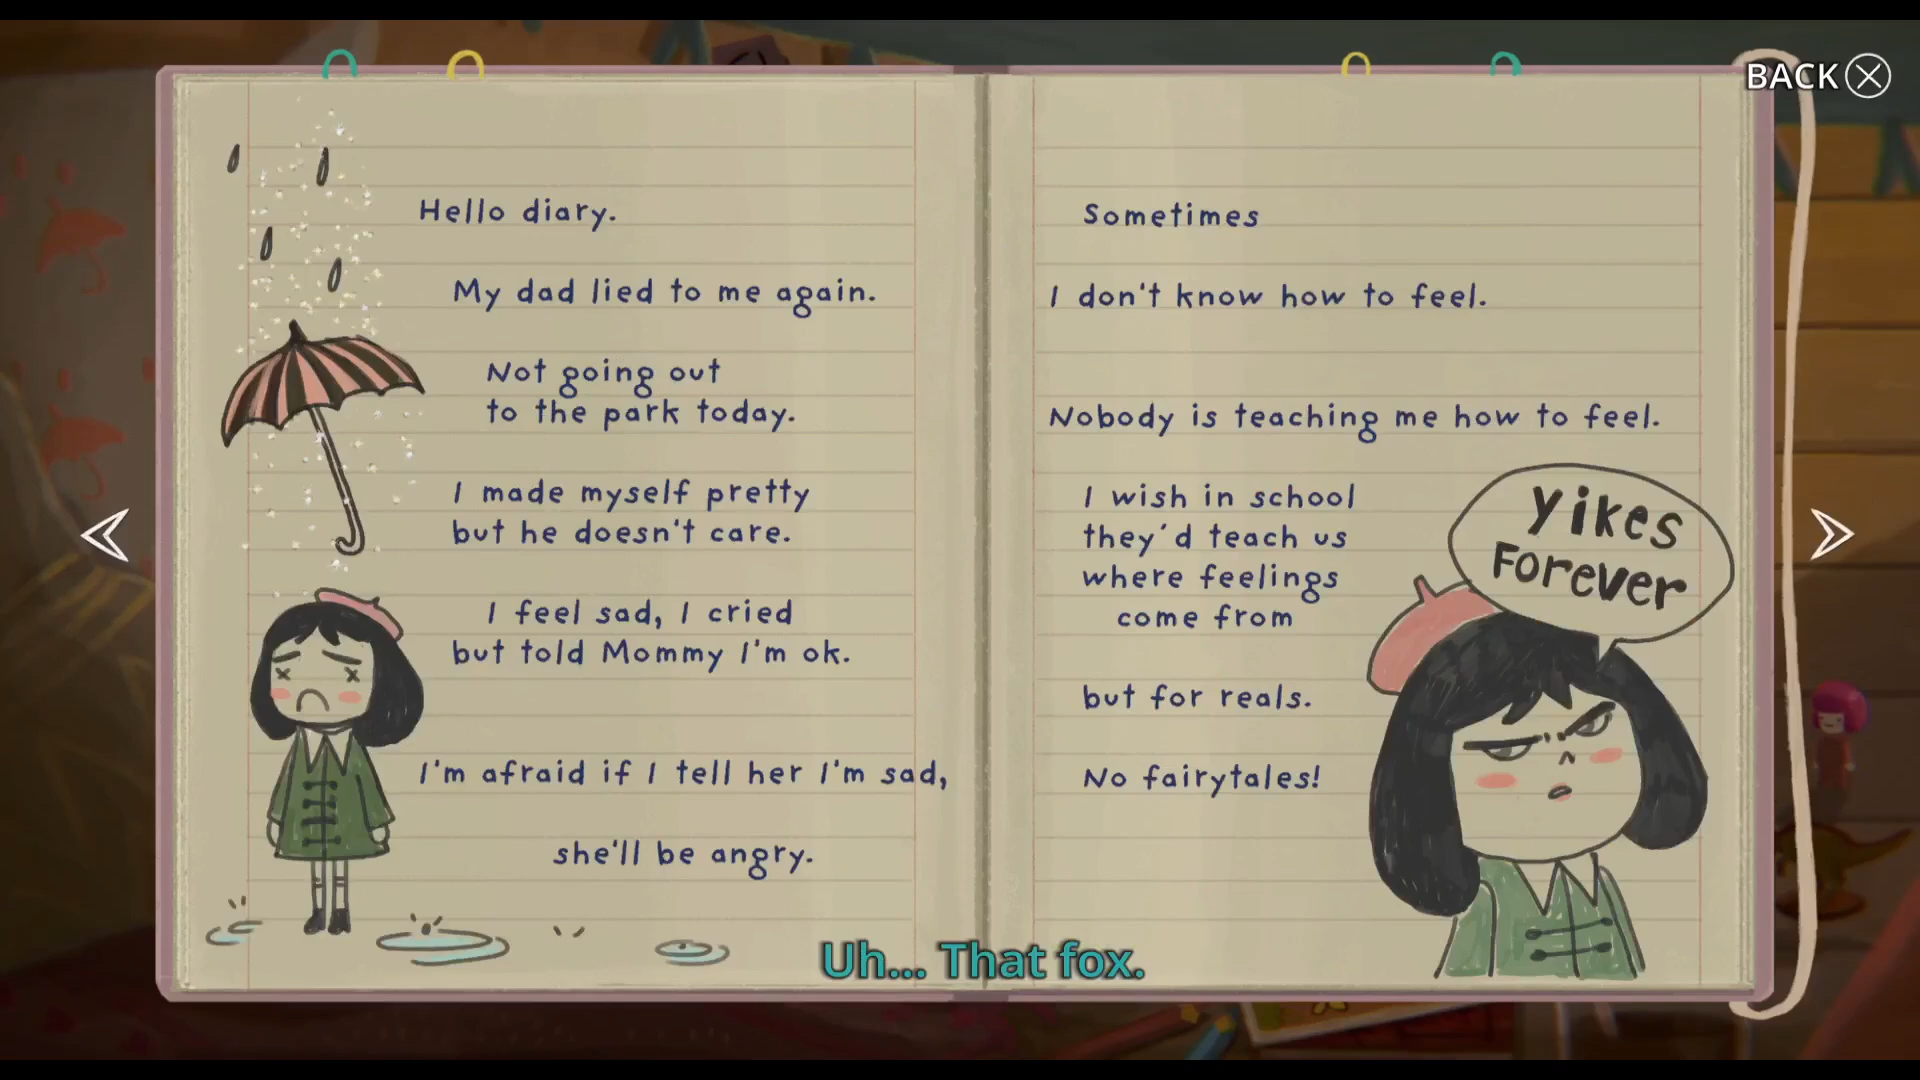 BACK
Hello diary.
My dad lied to me again.
Not going out
to the park today.
I made myself pretty
but he doesn't care.
I feel sad, I cried
but told Mommy I'm ok.
I'm afraid if I tell her I'm sad,
she'll be angry.
Sometimes
I don't know how to feel.
Nobody is teaching me how to feel.
I wish in school
they'd teach us
where feelings
come from
but for reals.
No fairytales!
Yikes
Forever
Uh... That fox.